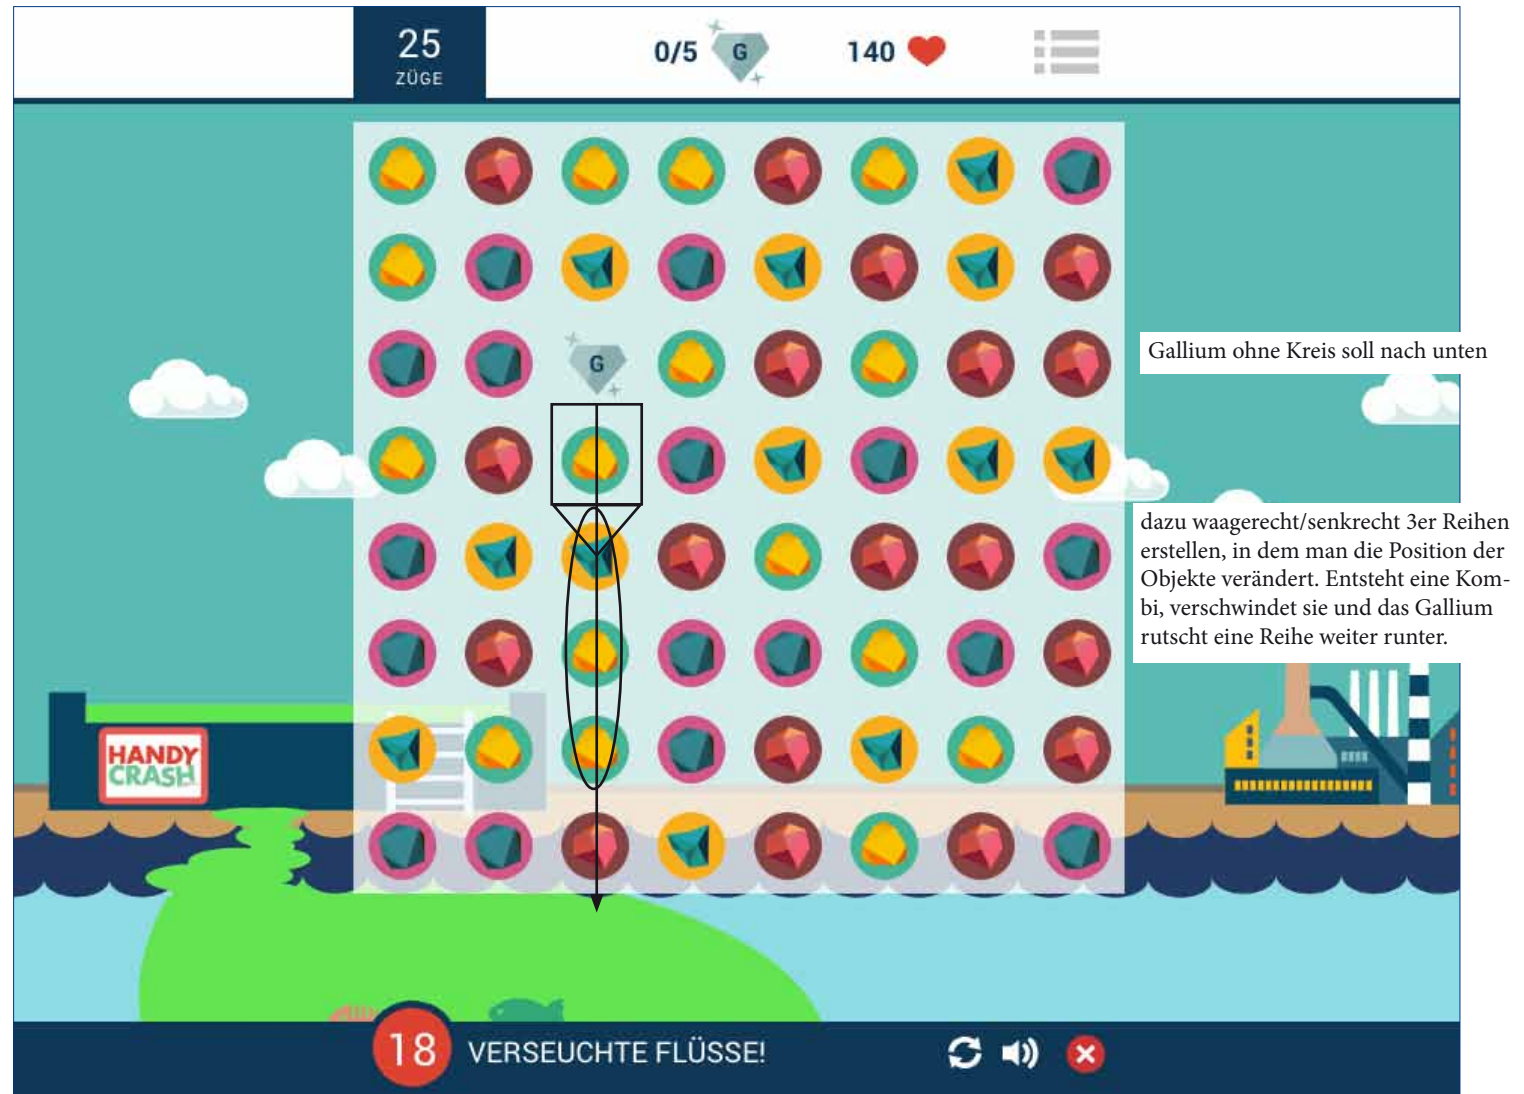 25
ZÜGE
0/5 G
140
G
Gallium ohne Kreis soll nach unten
dazu waagerecht/senkrecht 3er Reihen
erstellen, in dem man die Position der
Objekte verändert. Entsteht eine Kom-
bi, verschwindet sie und das Gallium
rutscht eine Reihe weiter runter.
HANDY
CRASH
18 VERSEUCHTE FLÜSSE!